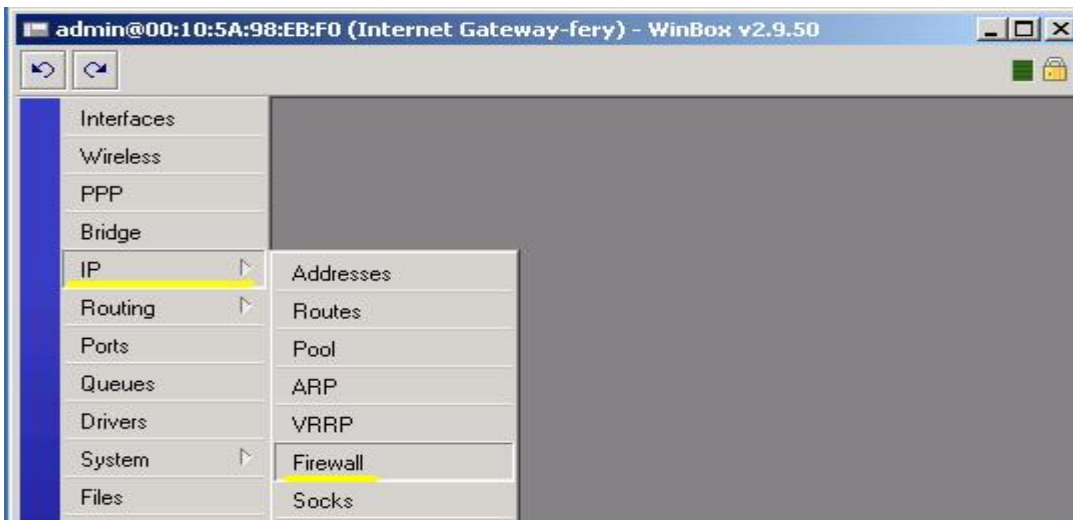 admin@00:10:5A:98:EB:F0 (Internet Gateway-fery) - WinBox v2.9.50
Interfaces
Wireless
PPP
Bridge
IP
Routing
Ports
Queues
Drivers
System
Files
Addresses
Routes
Pool
ARP
VRRP
Firewall
Socks